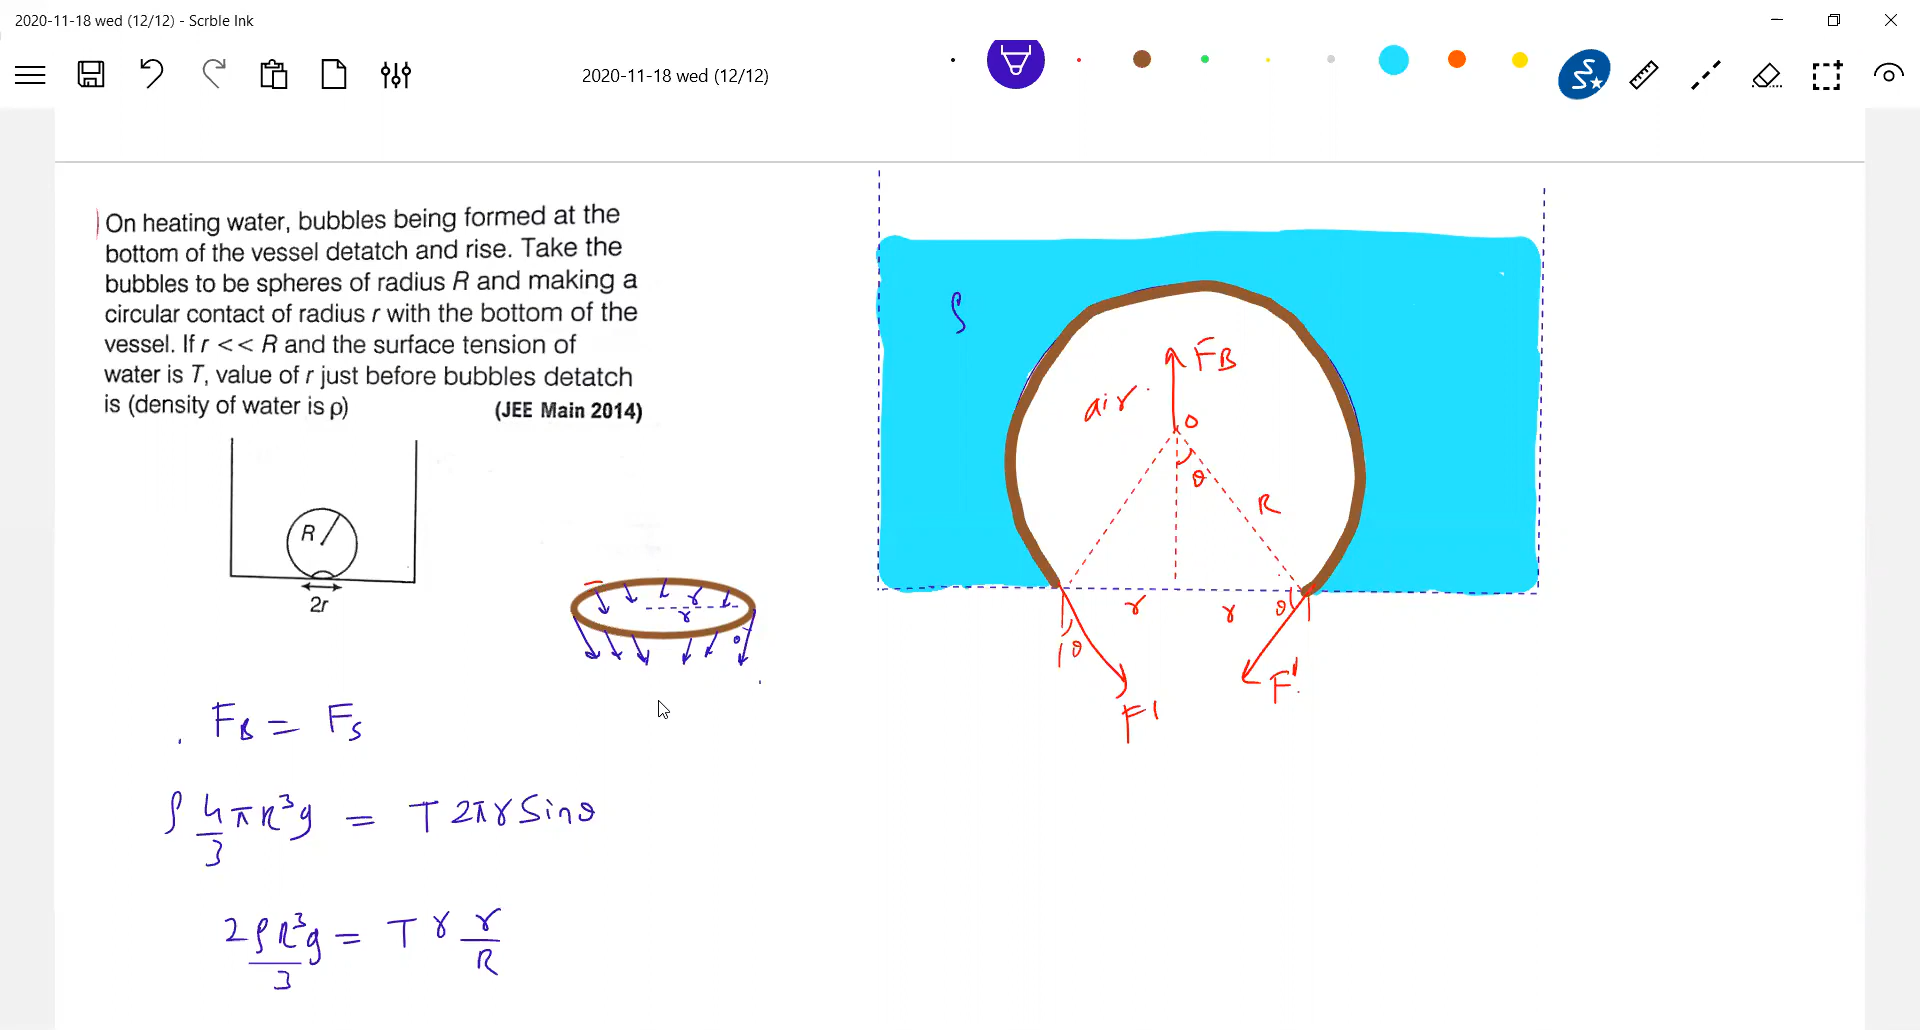 2020-11-18 wed (12/12) - Scrble Ink
2020-11-18 wed (12/12)
On heating water, bubbles being formed at the
bottom of the vessel detatch and rise. Take the
bubbles to be spheres of radius R and making a
circular contact of radius r with the bottom of the
vessel. If r << R and the surface tension of
water is T, value of r just before bubbles detatch
is (density of water is ρ) (JEE Main 2014)
R
2r
r
r
θ
ρ
F_B
air
O
θ
R
r
r
θ
θ
F'
F'
F_B = F_S
ρ 4/3 π R³ g = T 2πr Sinθ
2ρR³g/3 = T r r/R